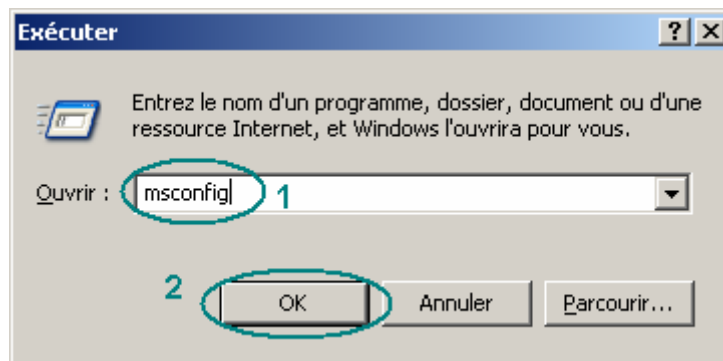 Exécuter
Entrez le nom d'un programme, dossier, document ou d'une
ressource Internet, et Windows l'ouvrira pour vous.
Ouvrir : msconfig 1
2 OK Annuler Parcourir...